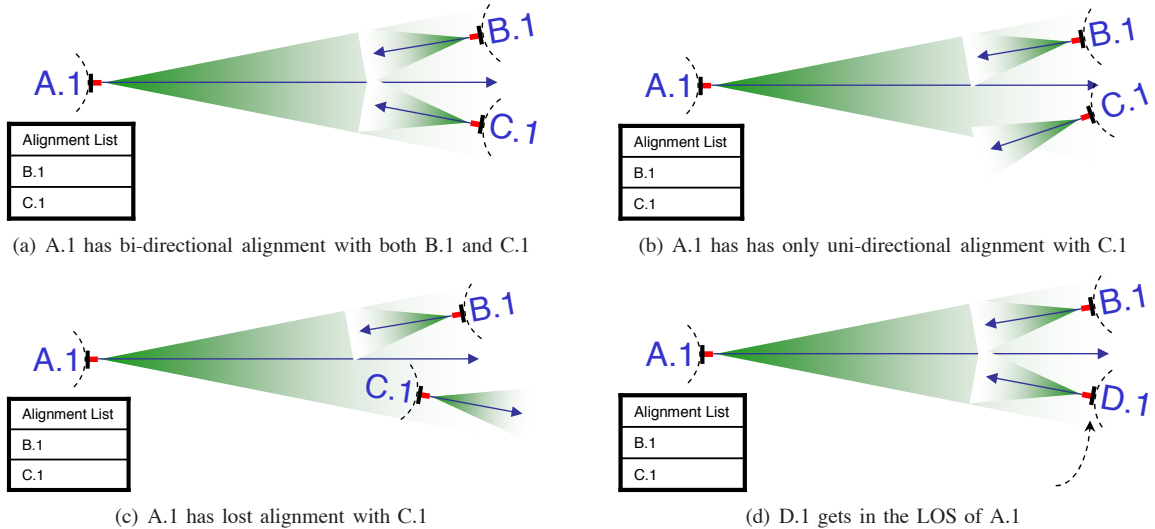 A.1
B.1
C.1
Alignment List
B.1
C.1
(a) A.1 has bi-directional alignment with both B.1 and C.1
A.1
B.1
C.1
Alignment List
B.1
C.1
(b) A.1 has has only uni-directional alignment with C.1
A.1
B.1
C.1
Alignment List
B.1
C.1
(c) A.1 has lost alignment with C.1
A.1
B.1
D.1
Alignment List
B.1
C.1
(d) D.1 gets in the LOS of A.1